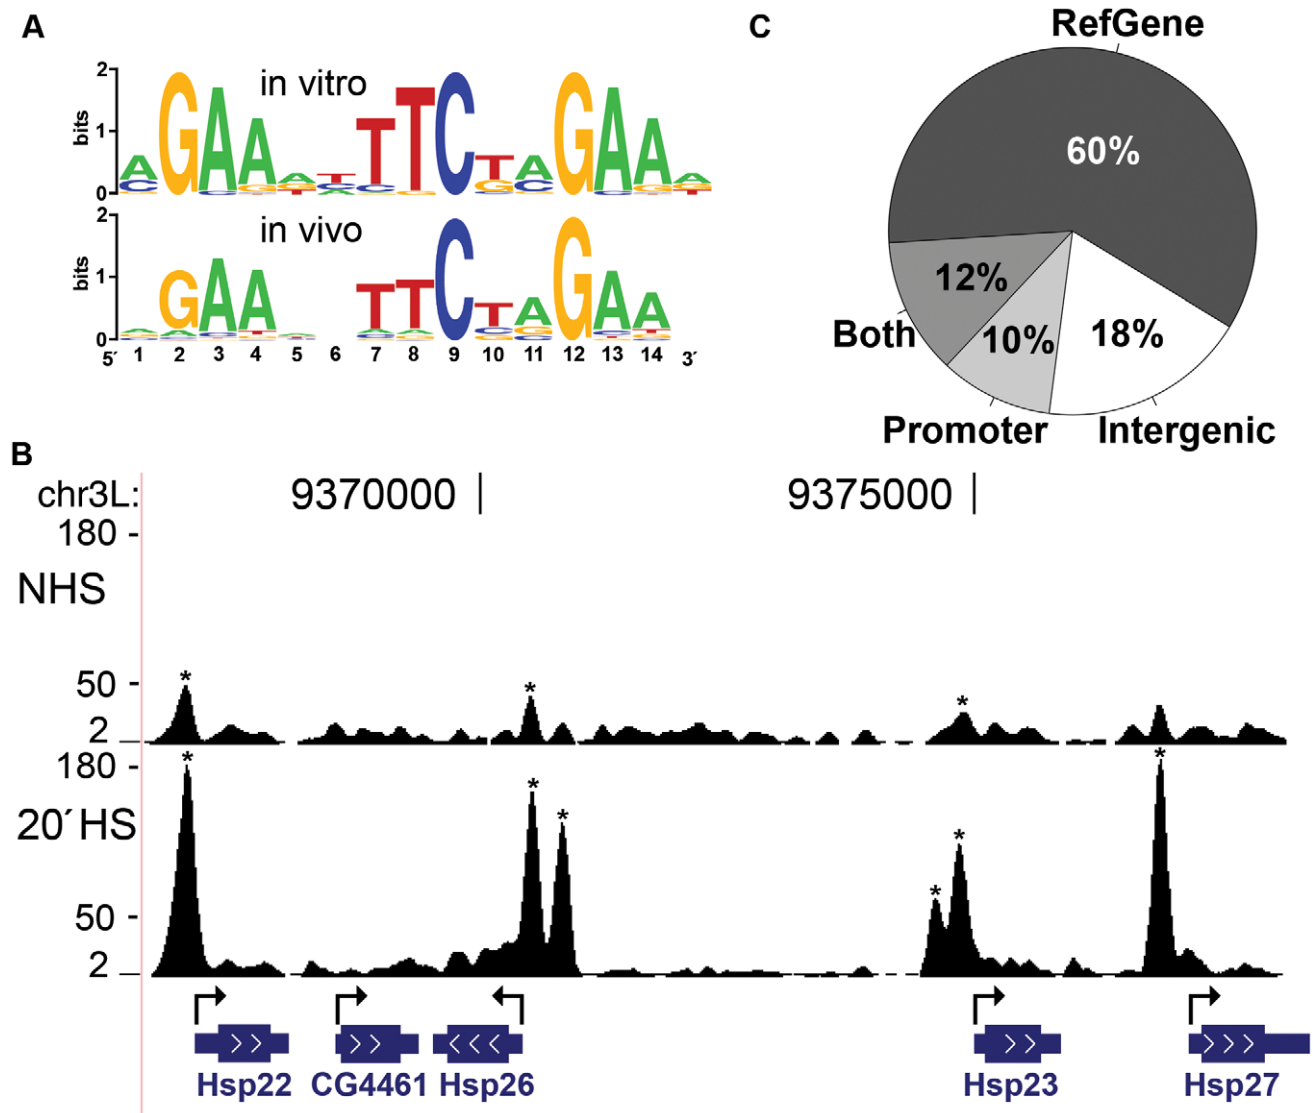 A
2
bits
1
0
in vitro
AGAAATTTCTAGAAA
2
bits
1
0
in vivo
5′ 1 2 3 4 5 6 7 8 9 10 11 12 13 14 3′
C
RefGene
60%
12%
10%
18%
Both
Promoter
Intergenic
B
chr3L: 9370000 | 9375000 |
180 -
NHS
50 -
2
* * *
180 -
20′ HS
50 -
2
* * * * * *
Hsp22 CG4461 Hsp26 Hsp23 Hsp27